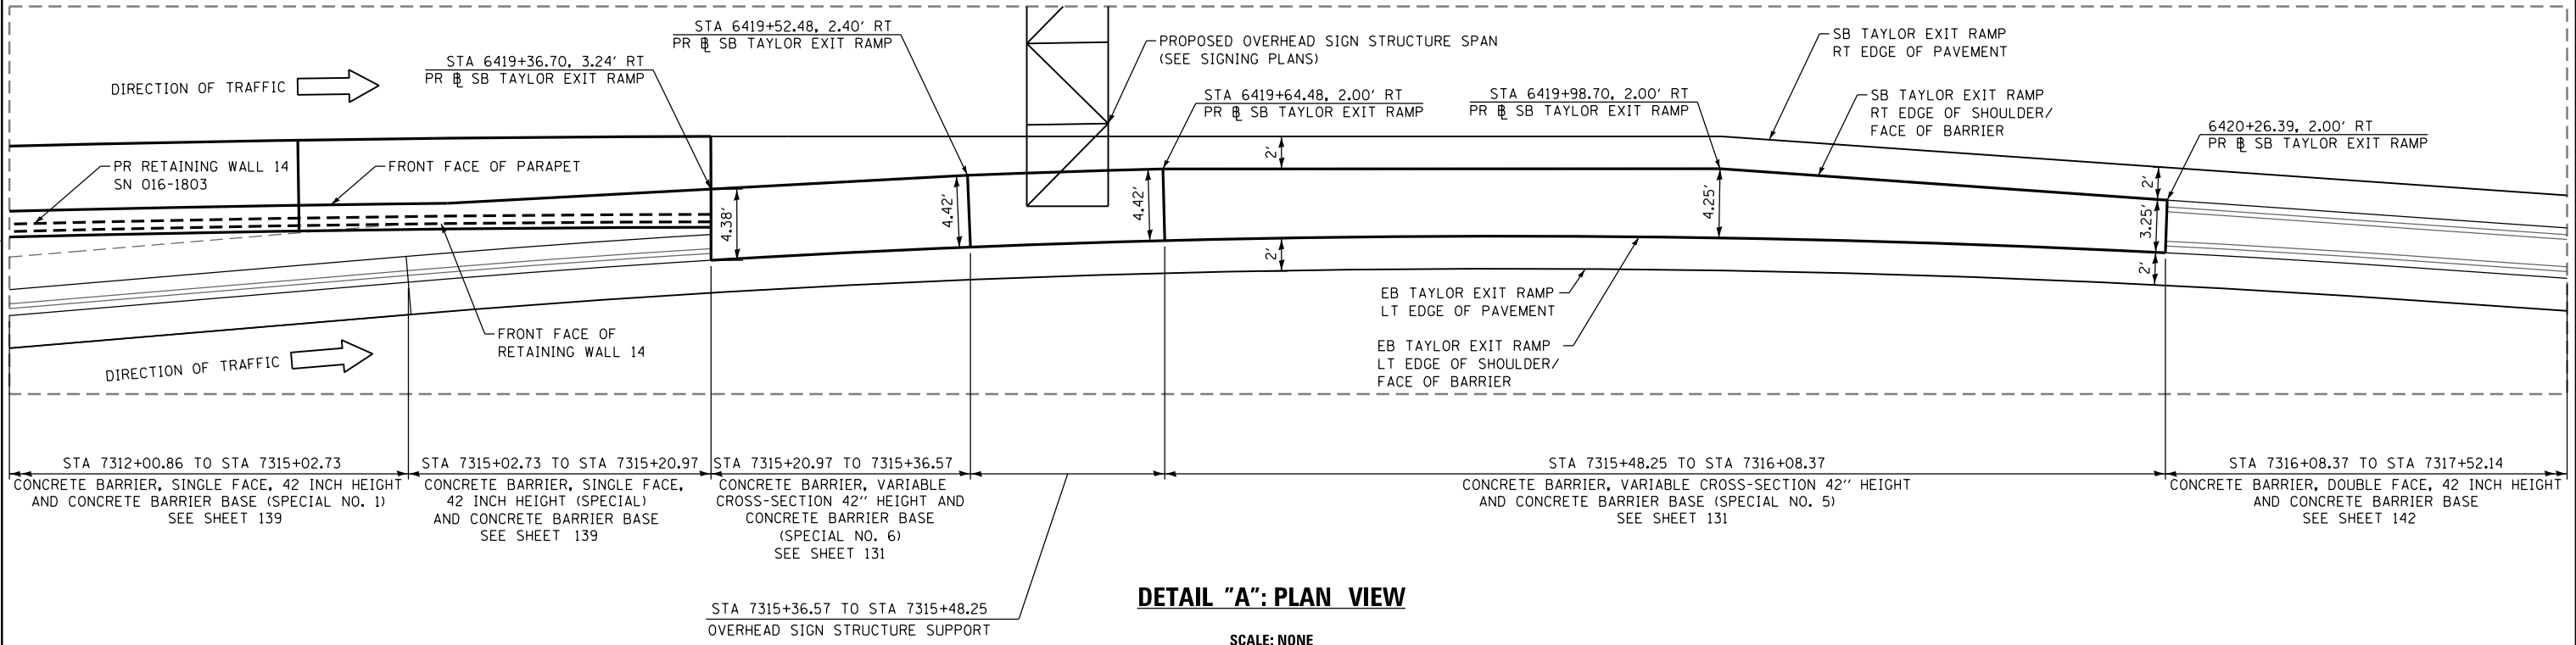 STA 6419+52.48, 2.40' RT
PR ℄ SB TAYLOR EXIT RAMP
STA 6419+36.70, 3.24' RT
PR ℄ SB TAYLOR EXIT RAMP
DIRECTION OF TRAFFIC
PROPOSED OVERHEAD SIGN STRUCTURE SPAN
(SEE SIGNING PLANS)
SB TAYLOR EXIT RAMP
RT EDGE OF PAVEMENT
STA 6419+64.48, 2.00' RT
PR ℄ SB TAYLOR EXIT RAMP
STA 6419+98.70, 2.00' RT
PR ℄ SB TAYLOR EXIT RAMP
SB TAYLOR EXIT RAMP
RT EDGE OF SHOULDER/
FACE OF BARRIER
6420+26.39, 2.00' RT
PR ℄ SB TAYLOR EXIT RAMP
PR RETAINING WALL 14
SN 016-1803
FRONT FACE OF PARAPET
4.38'
4.42'
4.42'
2'
4.25'
2'
3.25'
2'
2'
FRONT FACE OF
RETAINING WALL 14
DIRECTION OF TRAFFIC
EB TAYLOR EXIT RAMP
LT EDGE OF PAVEMENT
EB TAYLOR EXIT RAMP
LT EDGE OF SHOULDER/
FACE OF BARRIER
STA 7312+00.86 TO STA 7315+02.73
CONCRETE BARRIER, SINGLE FACE, 42 INCH HEIGHT
AND CONCRETE BARRIER BASE (SPECIAL NO. 1)
SEE SHEET 139
STA 7315+02.73 TO STA 7315+20.97
CONCRETE BARRIER, SINGLE FACE,
42 INCH HEIGHT (SPECIAL)
AND CONCRETE BARRIER BASE
SEE SHEET 139
STA 7315+20.97 TO 7315+36.57
CONCRETE BARRIER, VARIABLE
CROSS-SECTION 42" HEIGHT AND
CONCRETE BARRIER BASE
(SPECIAL NO. 6)
SEE SHEET 131
STA 7315+48.25 TO STA 7316+08.37
CONCRETE BARRIER, VARIABLE CROSS-SECTION 42" HEIGHT
AND CONCRETE BARRIER BASE (SPECIAL NO. 5)
SEE SHEET 131
STA 7316+08.37 TO STA 7317+52.14
CONCRETE BARRIER, DOUBLE FACE, 42 INCH HEIGHT
AND CONCRETE BARRIER BASE
SEE SHEET 142
STA 7315+36.57 TO STA 7315+48.25
OVERHEAD SIGN STRUCTURE SUPPORT
DETAIL "A": PLAN VIEW
SCALE: NONE